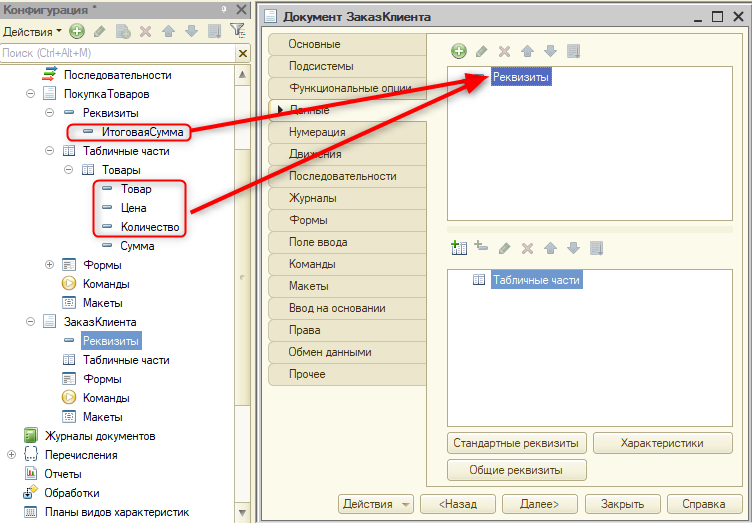 Конфигурация *
Действия
Поиск (Ctrl+Alt+M)
Последовательности
ПокупкаТоваров
Реквизиты
ИтоговаяСумма
Табличные части
Товары
Товар
Цена
Количество
Сумма
Формы
Команды
Макеты
ЗаказКлиента
Реквизиты
Табличные части
Формы
Команды
Макеты
Журналы документов
Перечисления
Отчеты
Обработки
Планы видов характеристик
Документ ЗаказКлиента
Основные
Подсистемы
Функциональные опции
Данные
Нумерация
Движения
Последовательности
Журналы
Формы
Поле ввода
Команды
Макеты
Ввод на основании
Права
Обмен данными
Прочее
Реквизиты
Табличные части
Стандартные реквизиты
Характеристики
Общие реквизиты
Действия
<Назад
Далее>
Закрыть
Справка